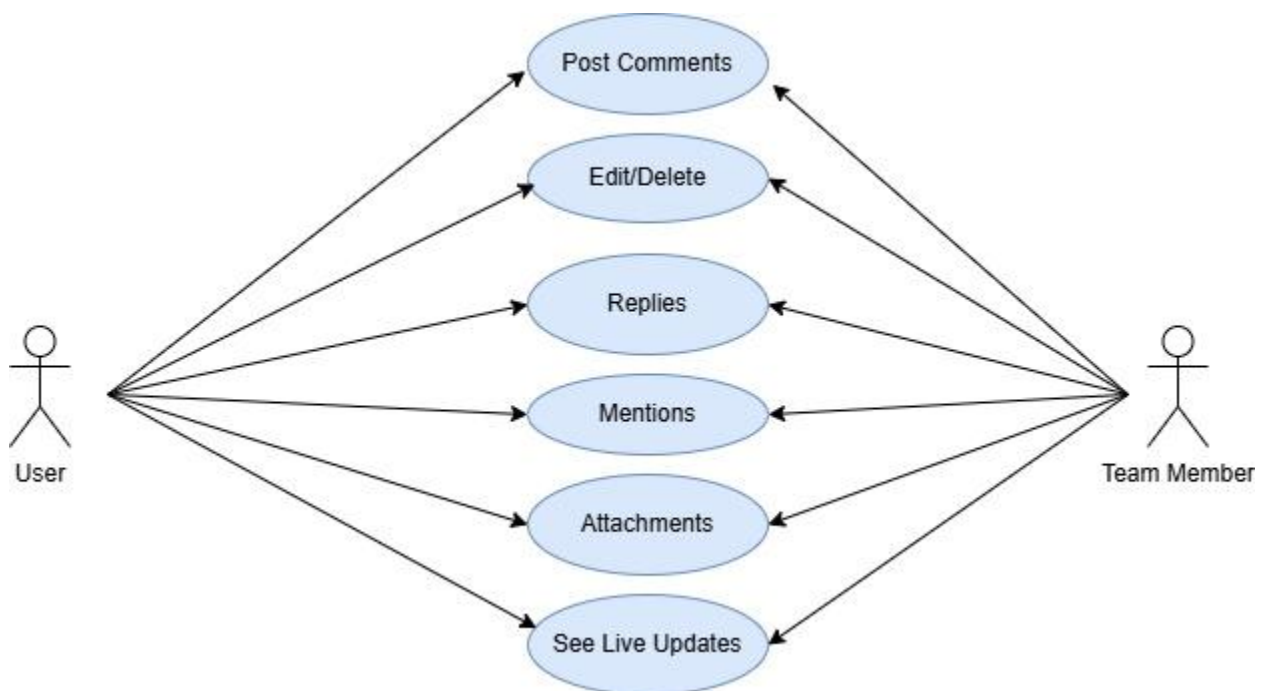 Post Comments
Edit/Delete
Replies
Mentions
User
Team Member
Attachments
See Live Updates